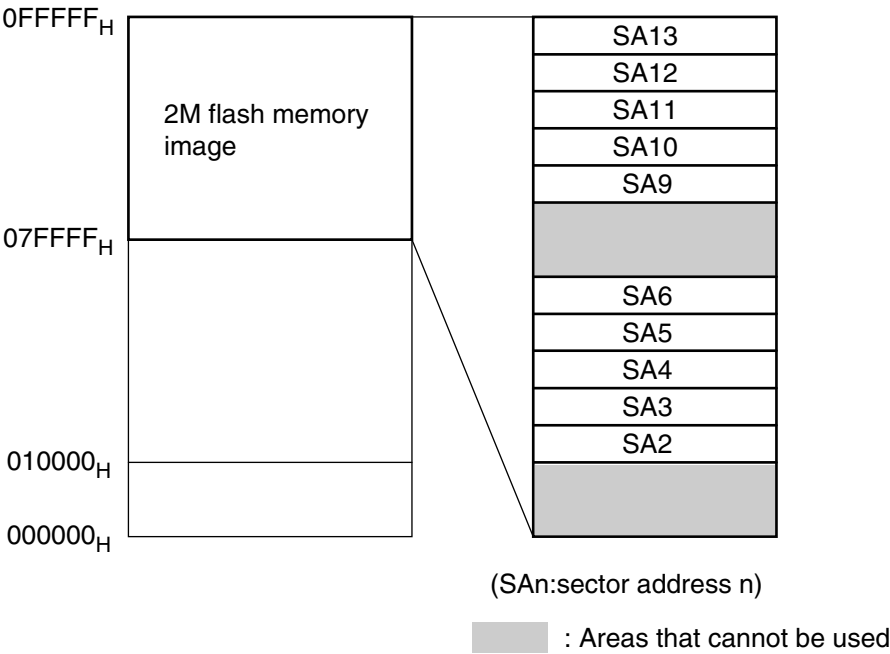 0FFFFFH
2M flash memory
image
07FFFFH
010000H
000000H
SA13
SA12
SA11
SA10
SA9
SA6
SA5
SA4
SA3
SA2
(SAn:sector address n)
: Areas that cannot be used